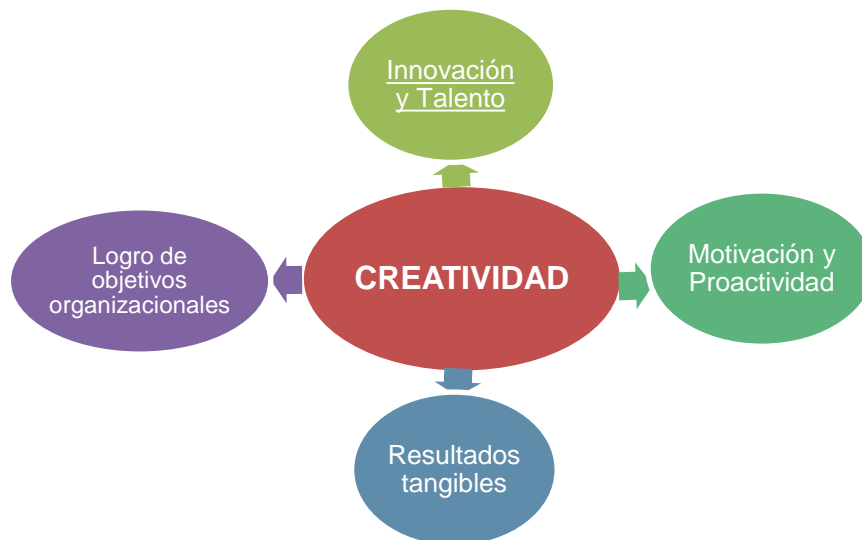 Innovación
y Talento
Logro de
objetivos
organizacionales
CREATIVIDAD
Motivación y
Proactividad
Resultados
tangibles